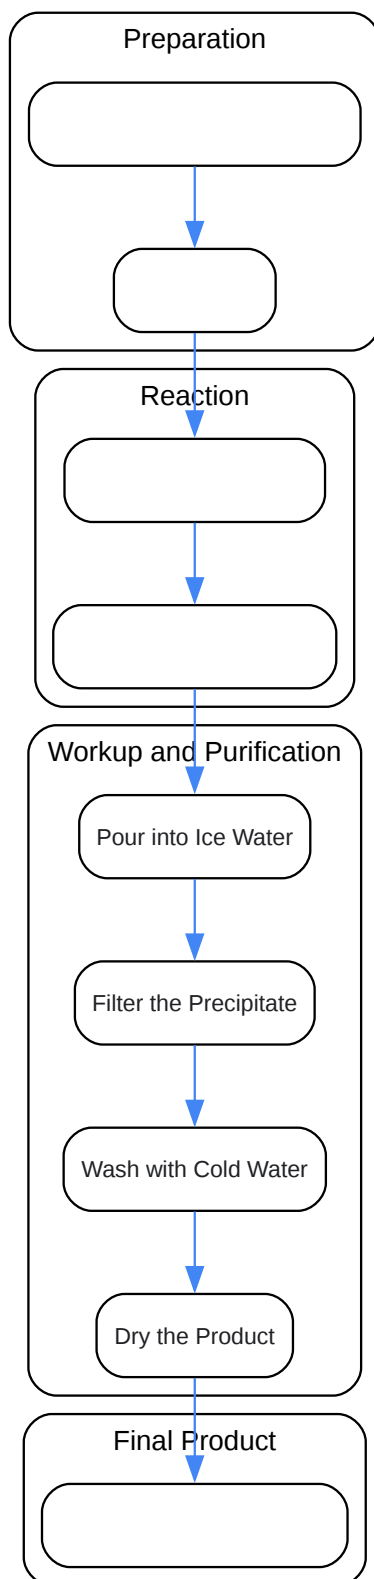 Preparation
Reaction
Workup and Purification
Pour into Ice Water
Filter the Precipitate
Wash with Cold Water
Dry the Product
Final Product